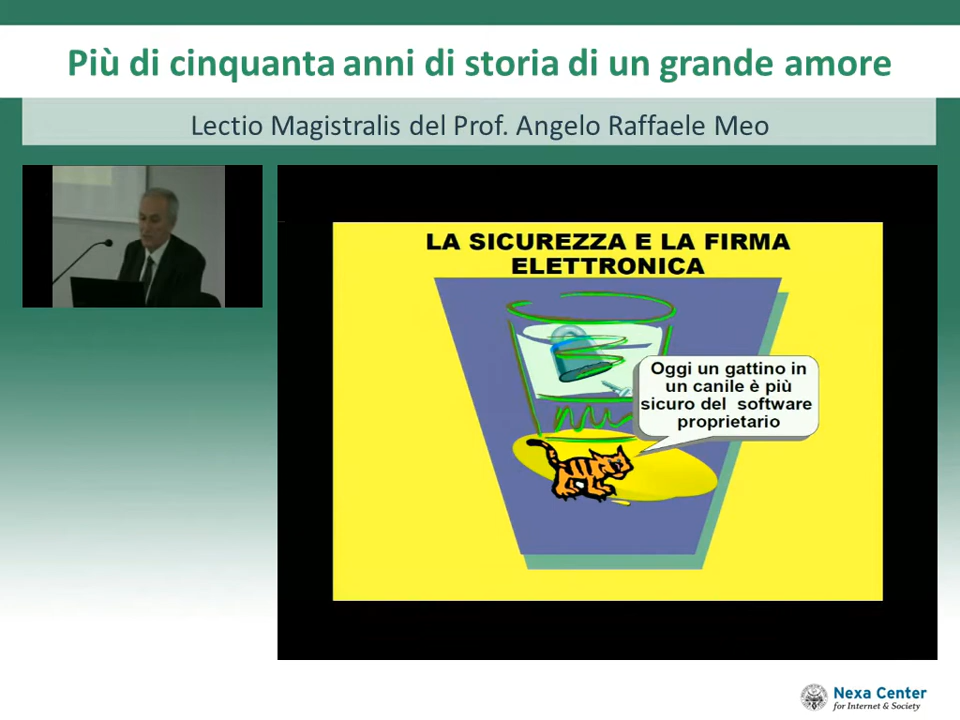 Più di cinquanta anni di storia di un grande amore
Lectio Magistralis del Prof. Angelo Raffaele Meo
LA SICUREZZA E LA FIRMA
ELETTRONICA
Oggi un gattino in
un canile è più
sicuro del software
proprietario
Nexa Center
for Internet & Society